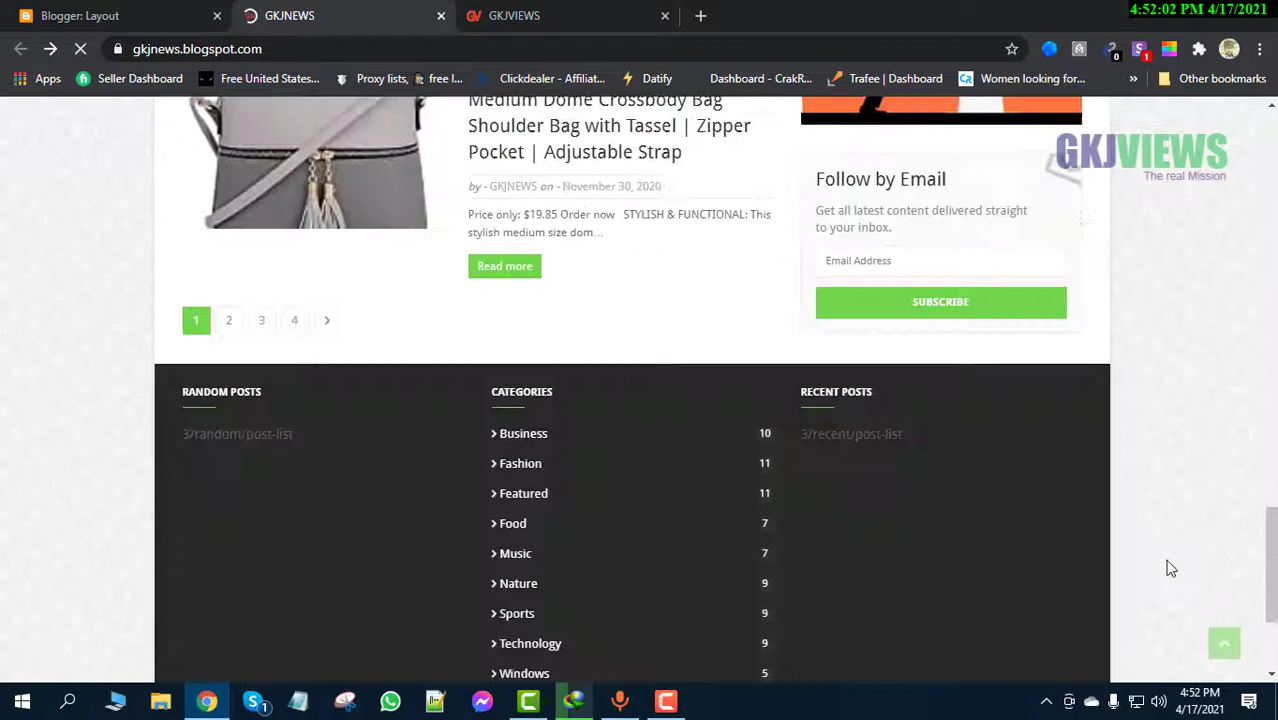 4:52:02 PM 4/17/2021
Blogger: Layout
GKJNEWS
GKJVIEWS
gkjnews.blogspot.com
0
1
Apps
Seller Dashboard
Free United States...
Proxy lists,
free l...
Clickdealer - Affiliat...
Datify
Dashboard - CrakR...
Trafee | Dashboard
CR
Women looking for...
»
Other bookmarks
Medium Dome Crossbody Bag
Shoulder Bag with Tassel | Zipper
Pocket | Adjustable Strap
by - GKJNEWS on - November 30, 2020
Price only: $19.85 Order now STYLISH & FUNCTIONAL: This
stylish medium size dom...
Read more
GKJVIEWS
The real Mission
Follow by Email
Get all latest content delivered straight
to your inbox.
Email Address
SUBSCRIBE
1 2 3 4
RANDOM POSTS
3/random/post-list
CATEGORIES
Business 10
Fashion 11
Featured 11
Food 7
Music 7
Nature 9
Sports 9
Technology 9
Windows 5
RECENT POSTS
3/recent/post-list
1
4:52 PM
4/17/2021